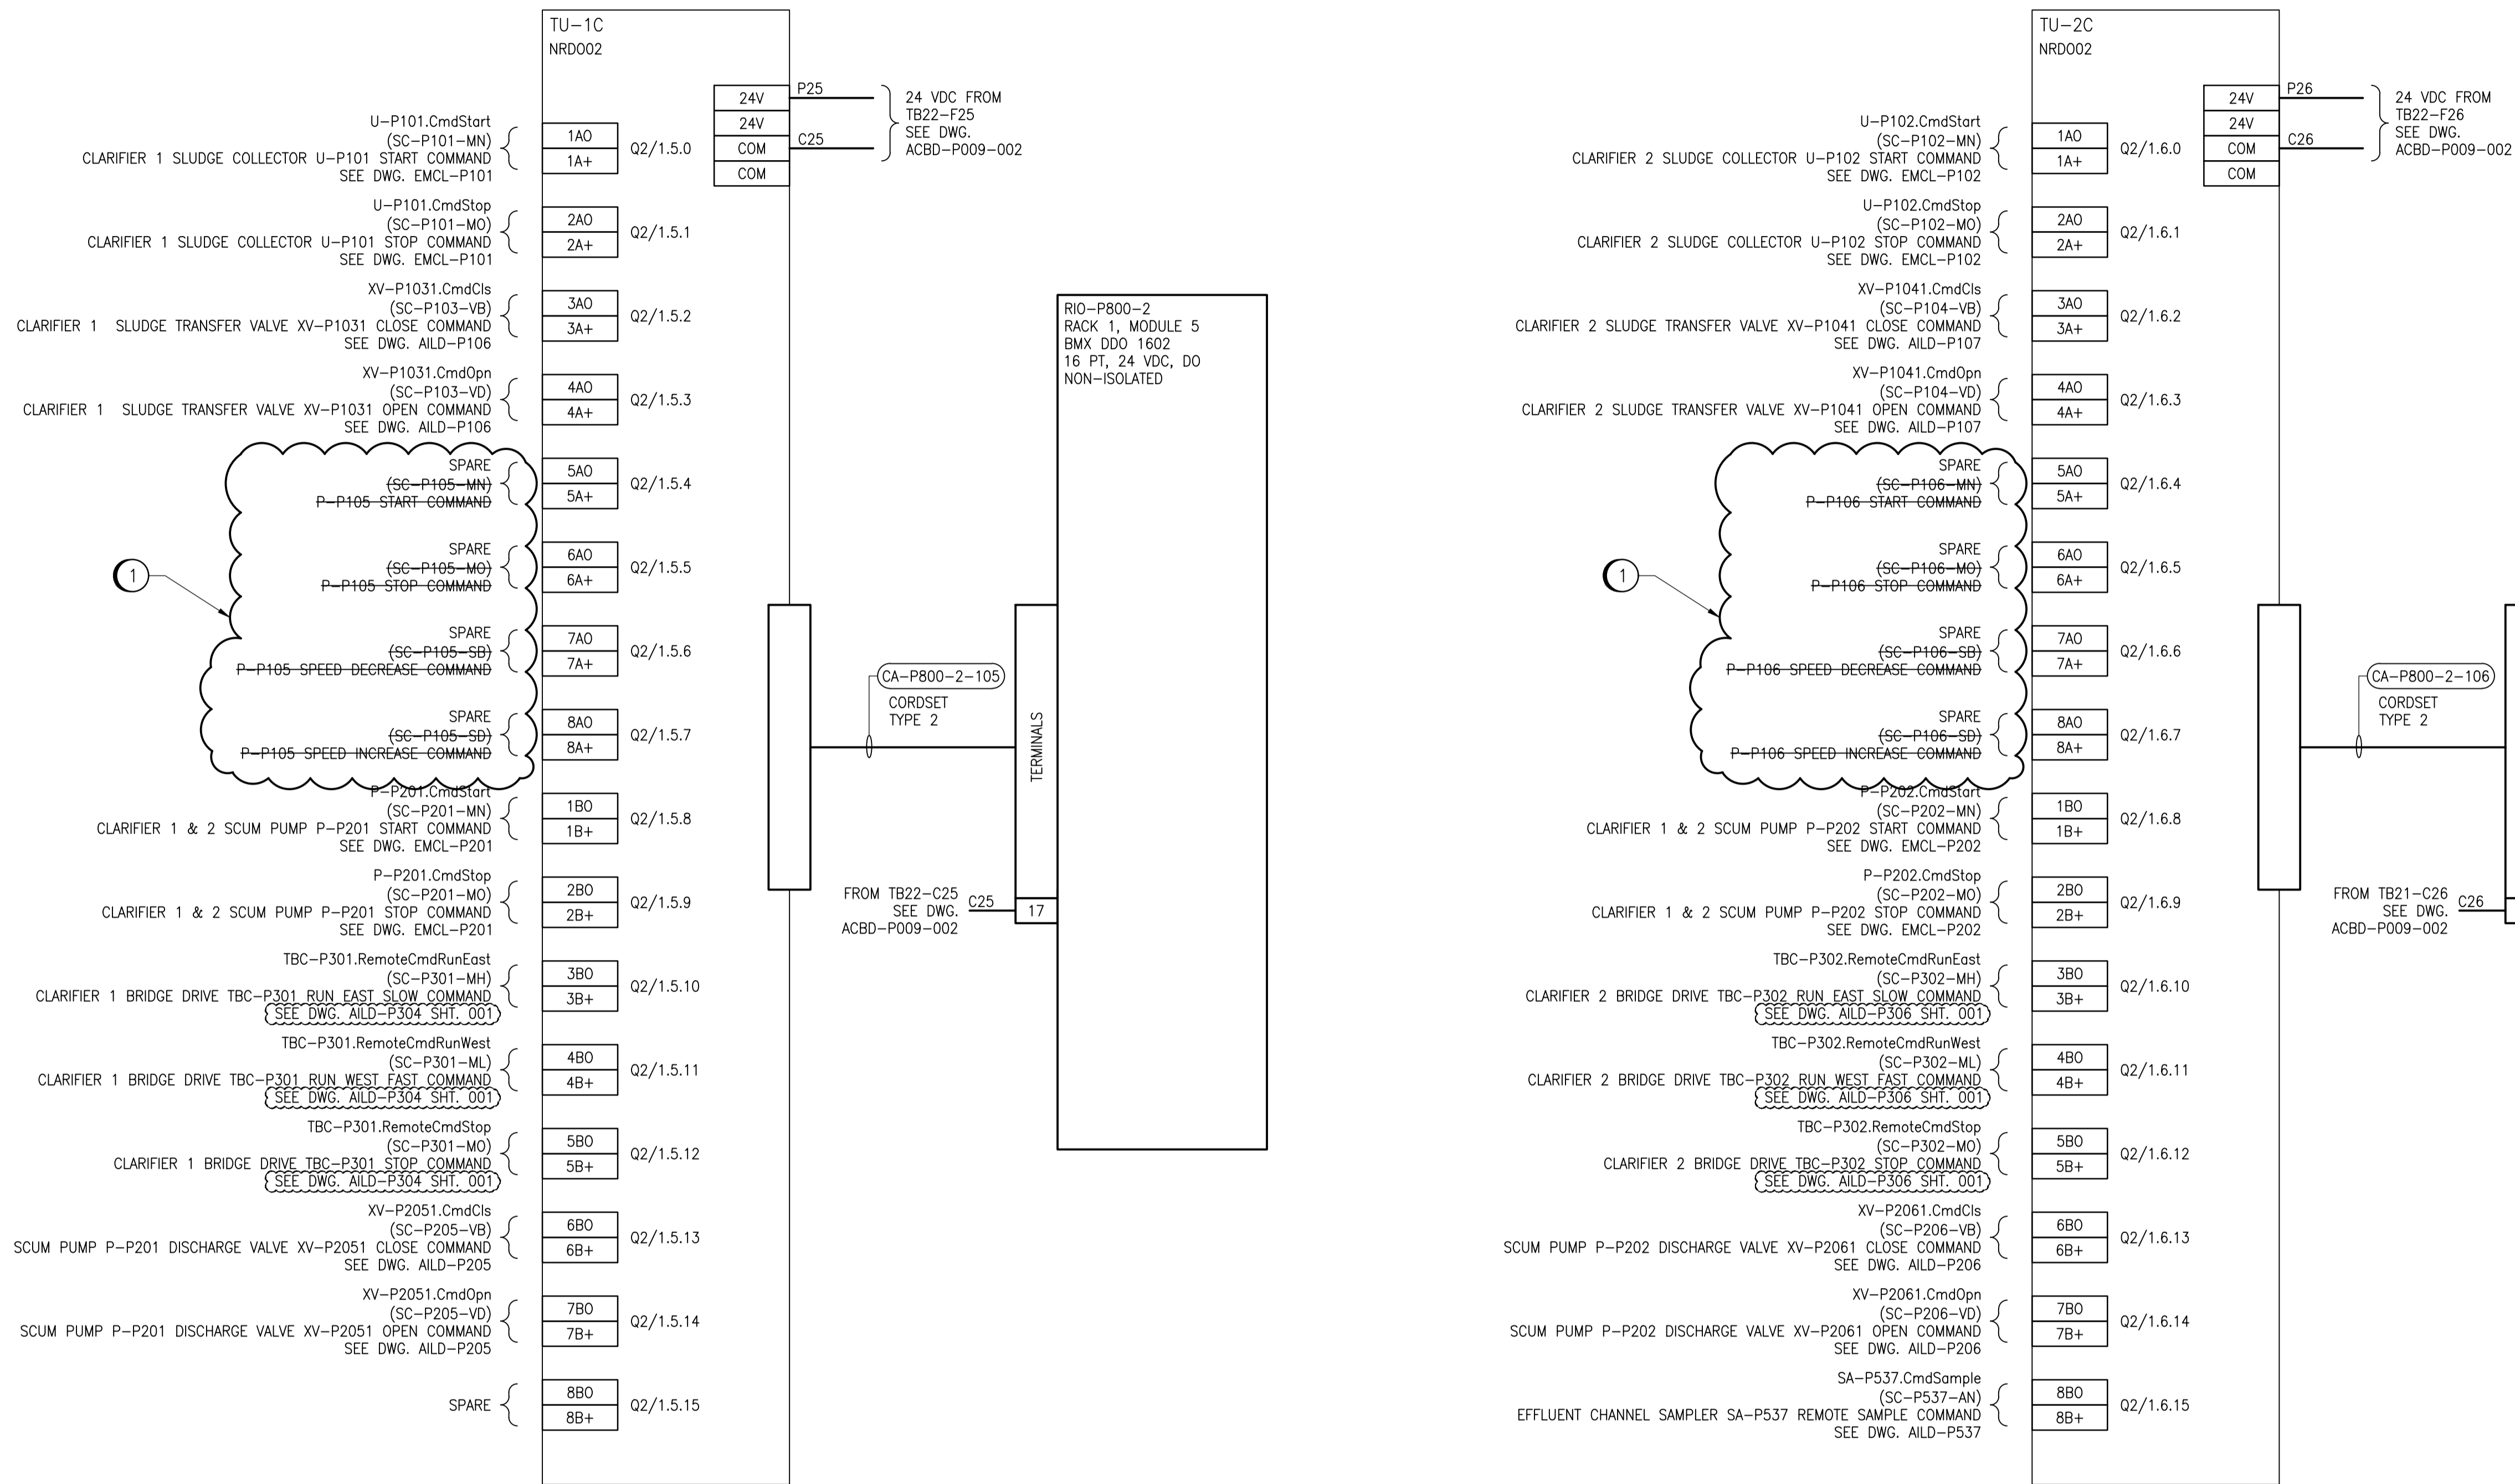 TU-1C
NRDO02
24V
24V
COM
COM
P25
C25
24 VDC FROM
TB22-F25
SEE DWG.
ACBD-P009-002
U-P101.CmdStart
(SC-P101-MN)
CLARIFIER 1 SLUDGE COLLECTOR U-P101 START COMMAND
SEE DWG. EMCL-P101
1AO
1A+
Q2/1.5.0
U-P101.CmdStop
(SC-P101-MO)
CLARIFIER 1 SLUDGE COLLECTOR U-P101 STOP COMMAND
SEE DWG. EMCL-P101
2AO
2A+
Q2/1.5.1
XV-P1031.CmdCls
(SC-P103-VB)
CLARIFIER 1 SLUDGE TRANSFER VALVE XV-P1031 CLOSE COMMAND
SEE DWG. AILD-P106
3AO
3A+
Q2/1.5.2
XV-P1031.CmdOpn
(SC-P103-VD)
CLARIFIER 1 SLUDGE TRANSFER VALVE XV-P1031 OPEN COMMAND
SEE DWG. AILD-P106
4AO
4A+
Q2/1.5.3
SPARE
(SC-P105-MN)
P-P105 START COMMAND
5AO
5A+
Q2/1.5.4
1
SPARE
(SC-P105-MO)
P-P105 STOP COMMAND
6AO
6A+
Q2/1.5.5
SPARE
(SC-P105-SB)
P-P105 SPEED DECREASE COMMAND
7AO
7A+
Q2/1.5.6
SPARE
(SC-P105-SD)
P-P105 SPEED INCREASE COMMAND
8AO
8A+
Q2/1.5.7
P-P201.CmdStart
(SC-P201-MN)
CLARIFIER 1 & 2 SCUM PUMP P-P201 START COMMAND
SEE DWG. EMCL-P201
1BO
1B+
Q2/1.5.8
P-P201.CmdStop
(SC-P201-MO)
CLARIFIER 1 & 2 SCUM PUMP P-P201 STOP COMMAND
SEE DWG. EMCL-P201
2BO
2B+
Q2/1.5.9
TBC-P301.RemoteCmdRunEast
(SC-P301-MH)
CLARIFIER 1 BRIDGE DRIVE TBC-P301 RUN EAST SLOW COMMAND
SEE DWG. AILD-P304 SHT. 001
3BO
3B+
Q2/1.5.10
TBC-P301.RemoteCmdRunWest
(SC-P301-ML)
CLARIFIER 1 BRIDGE DRIVE TBC-P301 RUN WEST FAST COMMAND
SEE DWG. AILD-P304 SHT. 001
4BO
4B+
Q2/1.5.11
TBC-P301.RemoteCmdStop
(SC-P301-MO)
CLARIFIER 1 BRIDGE DRIVE TBC-P301 STOP COMMAND
SEE DWG. AILD-P304 SHT. 001
5BO
5B+
Q2/1.5.12
XV-P2051.CmdCls
(SC-P205-VB)
SCUM PUMP P-P201 DISCHARGE VALVE XV-P2051 CLOSE COMMAND
SEE DWG. AILD-P205
6BO
6B+
Q2/1.5.13
XV-P2051.CmdOpn
(SC-P205-VD)
SCUM PUMP P-P201 DISCHARGE VALVE XV-P2051 OPEN COMMAND
SEE DWG. AILD-P205
7BO
7B+
Q2/1.5.14
SPARE
8BO
8B+
Q2/1.5.15
RIO-P800-2
RACK 1, MODULE 5
BMX DDO 1602
16 PT, 24 VDC, DO
NON-ISOLATED
CA-P800-2-105
CORDSET
TYPE 2
TERMINALS
FROM TB22-C25
SEE DWG.
ACBD-P009-002
C25
17
TU-2C
NRDO02
24V
24V
COM
COM
P26
C26
24 VDC FROM
TB22-F26
SEE DWG.
ACBD-P009-002
U-P102.CmdStart
(SC-P102-MN)
CLARIFIER 2 SLUDGE COLLECTOR U-P102 START COMMAND
SEE DWG. EMCL-P102
1AO
1A+
Q2/1.6.0
U-P102.CmdStop
(SC-P102-MO)
CLARIFIER 2 SLUDGE COLLECTOR U-P102 STOP COMMAND
SEE DWG. EMCL-P102
2AO
2A+
Q2/1.6.1
XV-P1041.CmdCls
(SC-P104-VB)
CLARIFIER 2 SLUDGE TRANSFER VALVE XV-P1041 CLOSE COMMAND
SEE DWG. AILD-P107
3AO
3A+
Q2/1.6.2
XV-P1041.CmdOpn
(SC-P104-VD)
CLARIFIER 2 SLUDGE TRANSFER VALVE XV-P1041 OPEN COMMAND
SEE DWG. AILD-P107
4AO
4A+
Q2/1.6.3
SPARE
(SC-P106-MN)
P-P106 START COMMAND
5AO
5A+
Q2/1.6.4
1
SPARE
(SC-P106-MO)
P-P106 STOP COMMAND
6AO
6A+
Q2/1.6.5
SPARE
(SC-P106-SB)
P-P106 SPEED DECREASE COMMAND
7AO
7A+
Q2/1.6.6
SPARE
(SC-P106-SD)
P-P106 SPEED INCREASE COMMAND
8AO
8A+
Q2/1.6.7
P-P202.CmdStart
(SC-P202-MN)
CLARIFIER 1 & 2 SCUM PUMP P-P202 START COMMAND
SEE DWG. EMCL-P202
1BO
1B+
Q2/1.6.8
P-P202.CmdStop
(SC-P202-MO)
CLARIFIER 1 & 2 SCUM PUMP P-P202 STOP COMMAND
SEE DWG. EMCL-P202
2BO
2B+
Q2/1.6.9
TBC-P302.RemoteCmdRunEast
(SC-P302-MH)
CLARIFIER 2 BRIDGE DRIVE TBC-P302 RUN EAST SLOW COMMAND
SEE DWG. AILD-P306 SHT. 001
3BO
3B+
Q2/1.6.10
TBC-P302.RemoteCmdRunWest
(SC-P302-ML)
CLARIFIER 2 BRIDGE DRIVE TBC-P302 RUN WEST FAST COMMAND
SEE DWG. AILD-P306 SHT. 001
4BO
4B+
Q2/1.6.11
TBC-P302.RemoteCmdStop
(SC-P302-MO)
CLARIFIER 2 BRIDGE DRIVE TBC-P302 STOP COMMAND
SEE DWG. AILD-P306 SHT. 001
5BO
5B+
Q2/1.6.12
XV-P2061.CmdCls
(SC-P206-VB)
SCUM PUMP P-P202 DISCHARGE VALVE XV-P2061 CLOSE COMMAND
SEE DWG. AILD-P206
6BO
6B+
Q2/1.6.13
XV-P2061.CmdOpn
(SC-P206-VD)
SCUM PUMP P-P202 DISCHARGE VALVE XV-P2061 OPEN COMMAND
SEE DWG. AILD-P206
7BO
7B+
Q2/1.6.14
SA-P537.CmdSample
(SC-P537-AN)
EFFLUENT CHANNEL SAMPLER SA-P537 REMOTE SAMPLE COMMAND
SEE DWG. AILD-P537
8BO
8B+
Q2/1.6.15
CA-P800-2-106
CORDSET
TYPE 2
FROM TB21-C26
SEE DWG.
ACBD-P009-002
C26